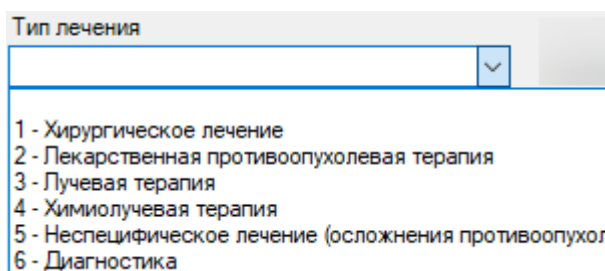 Тип лечения
1 - Хирургическое лечение
2 - Лекарственная противоопухолевая терапия
3 - Лучевая терапия
4 - Химиолучевая терапия
5 - Неспецифическое лечение (осложнения
6 - Диагностика